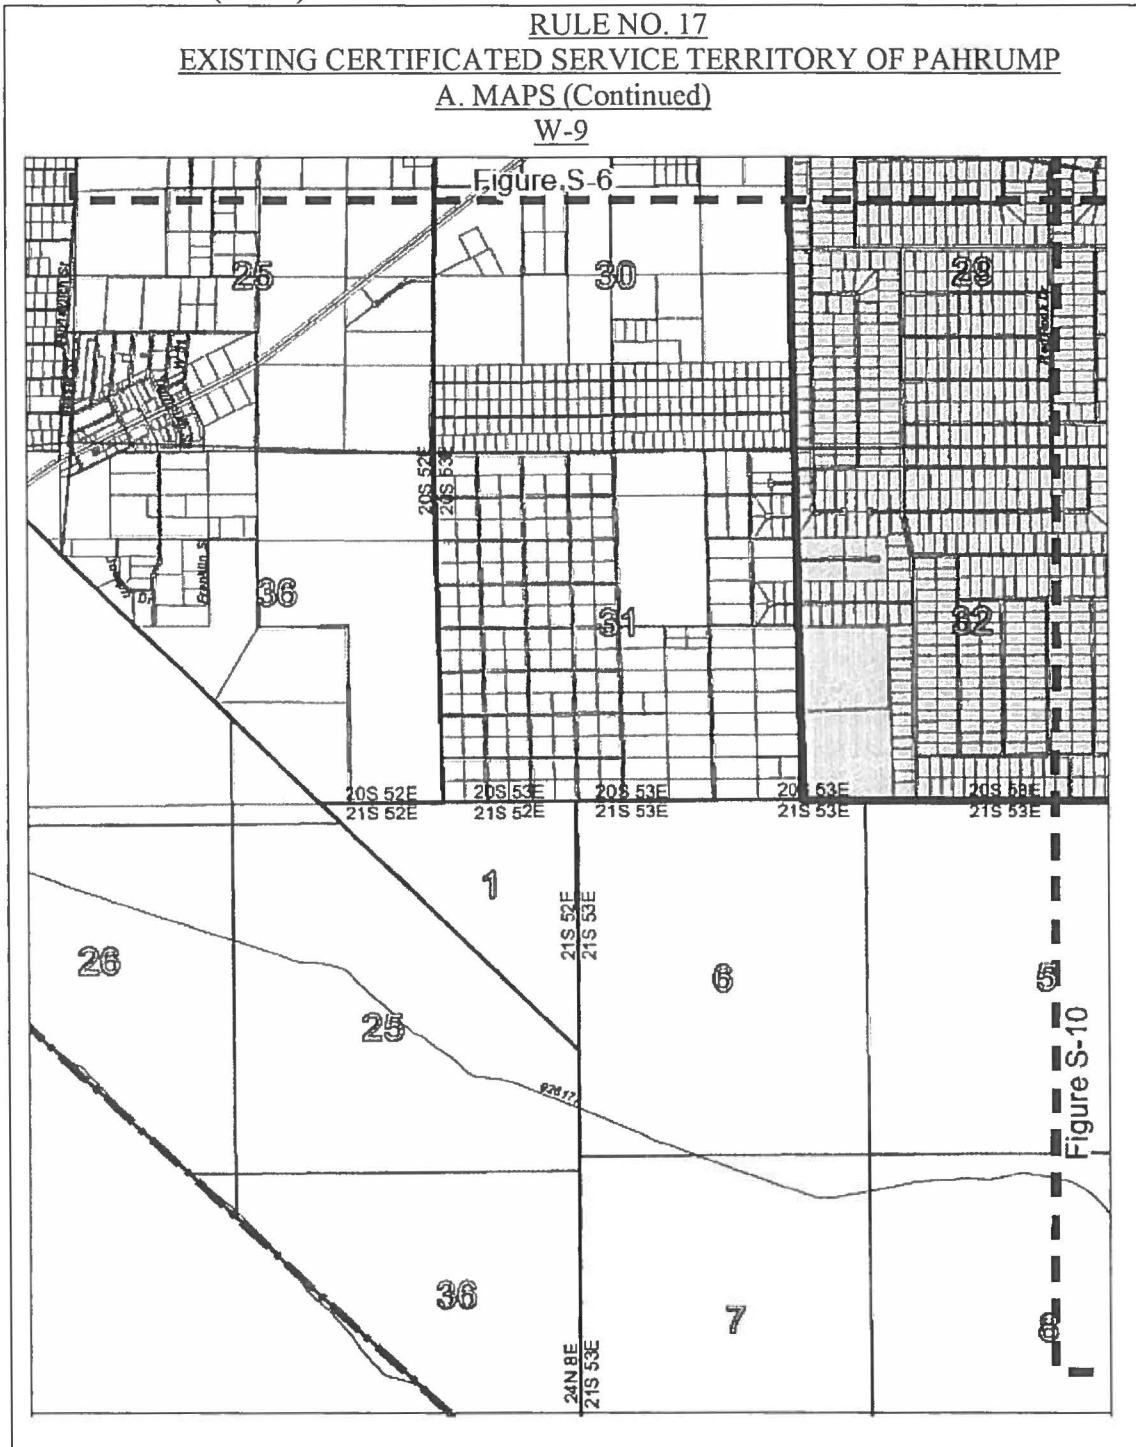 RULE NO. 17
EXISTING CERTIFICATED SERVICE TERRITORY OF PAHRUMP
A. MAPS (Continued)
W-9
Figure S-6
25
30
29
20S 52E
20S 53E
36
31
32
20S 52E
21S 52E
20S 53E
21S 52E
20S 53E
21S 53E
20S 53E
21S 53E
20S 53E
21S 53E
1
21S 52E
21S 53E
26
25
6
5
Figure S-10
36
7
8
24N 8E
21S 53E